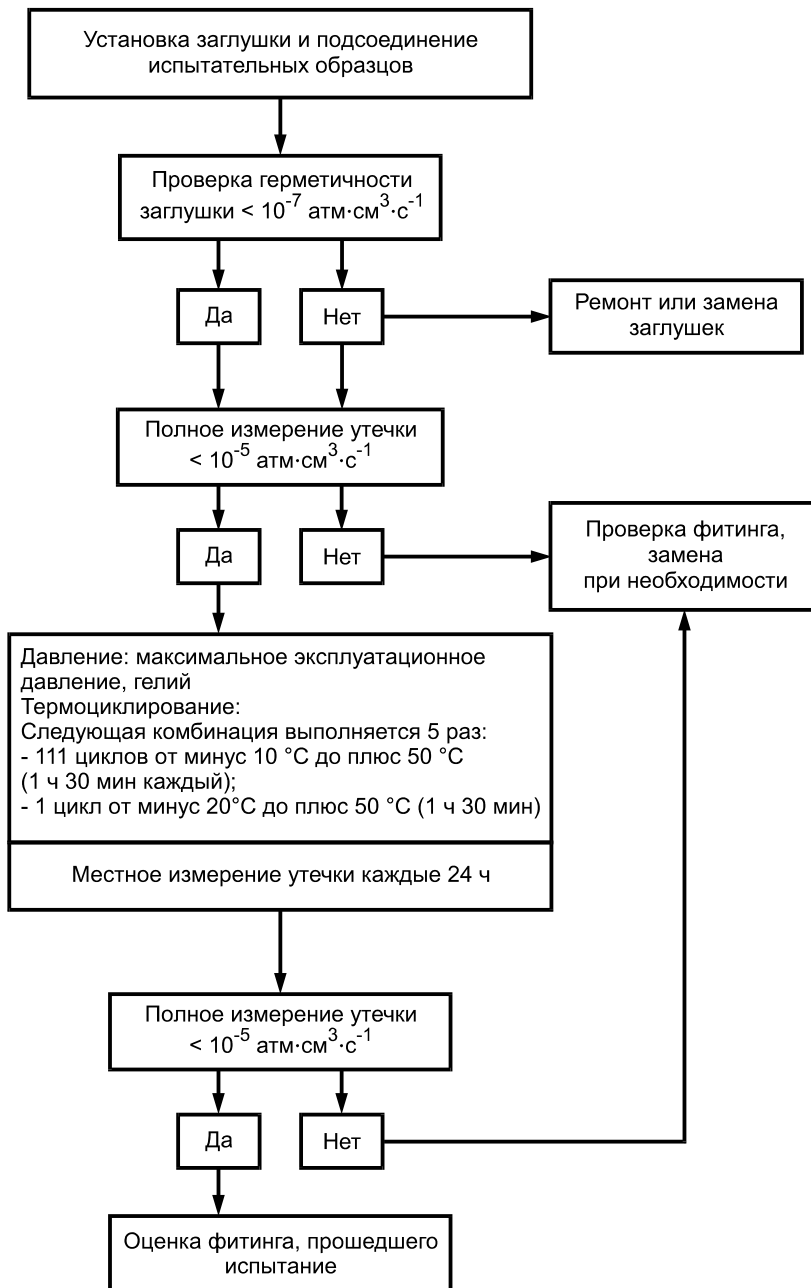 Установка заглушки и подсоединение
испытательных образцов
Проверка герметичности
заглушки < 10⁻⁷ атм·см³·с⁻¹
Да
Нет
Ремонт или замена
заглушек
Полное измерение утечки
< 10⁻⁵ атм·см³·с⁻¹
Да
Нет
Проверка фитинга,
замена
при необходимости
Давление: максимальное эксплуатационное
давление, гелий
Термоциклирование:
Следующая комбинация выполняется 5 раз:
- 111 циклов от минус 10 °C до плюс 50 °C
(1 ч 30 мин каждый);
- 1 цикл от минус 20°C до плюс 50 °C (1 ч 30 мин)
Местное измерение утечки каждые 24 ч
Полное измерение утечки
< 10⁻⁵ атм·см³·с⁻¹
Да
Нет
Оценка фитинга, прошедшего
испытание